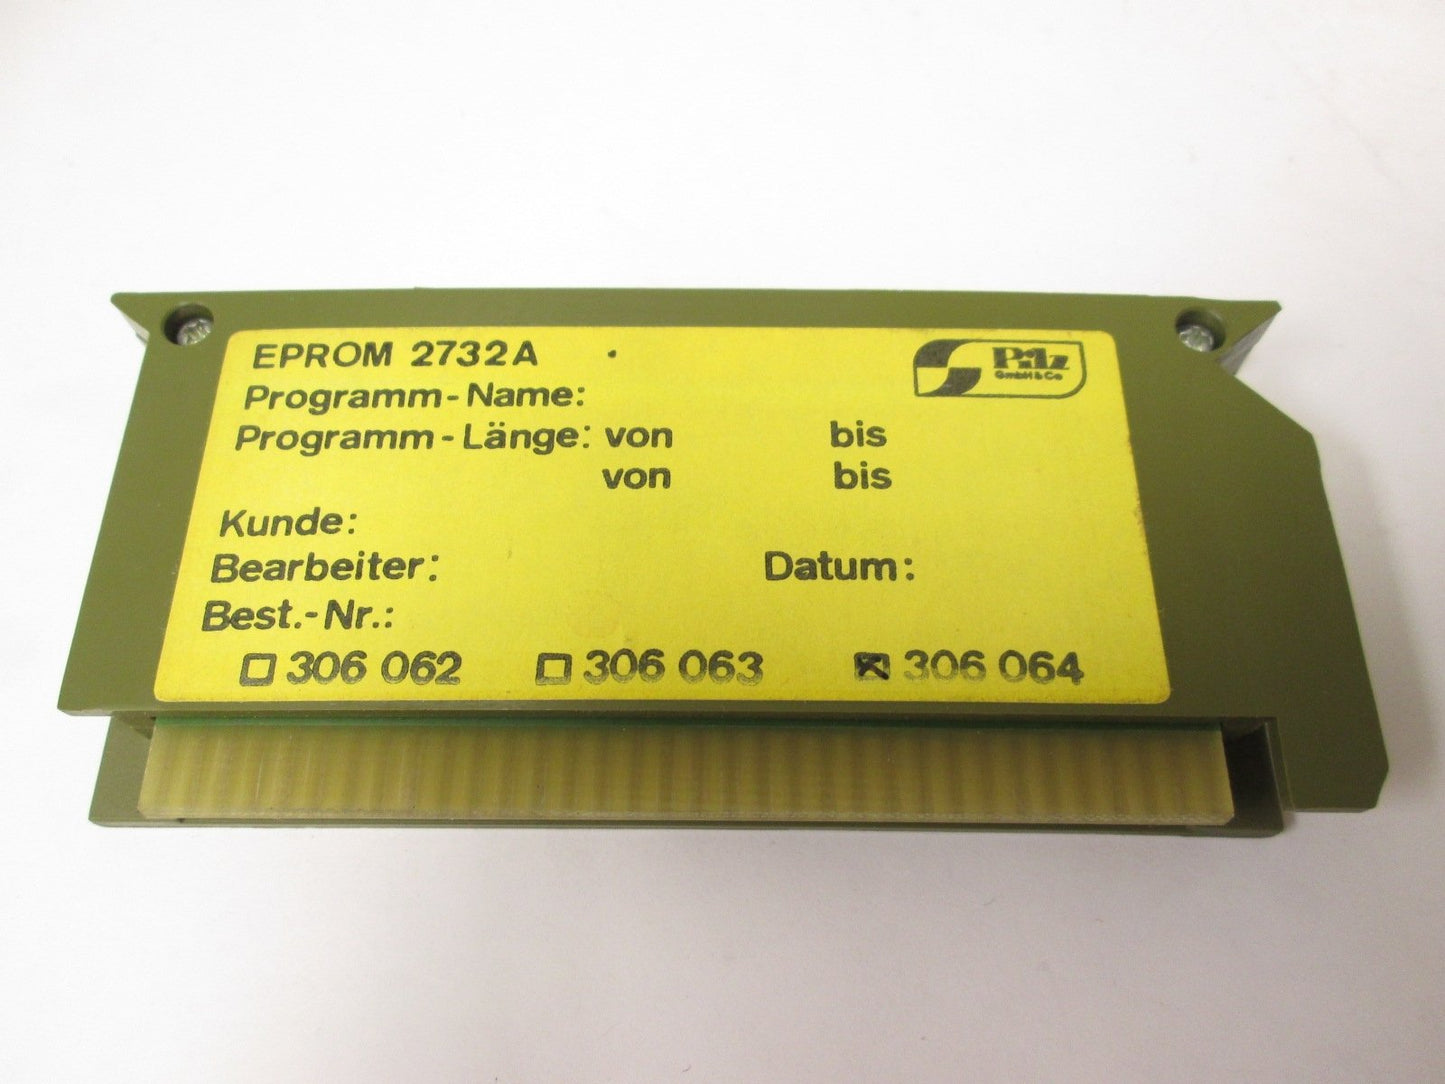 EPROM 2732A
Pilz
GmbH & Co
Programm-Name:
Programm-Länge: von bis
von bis
Kunde:
Bearbeiter: Datum:
Best.-Nr.:
☐ 306 062 ☐ 306 063 ☒ 306 064